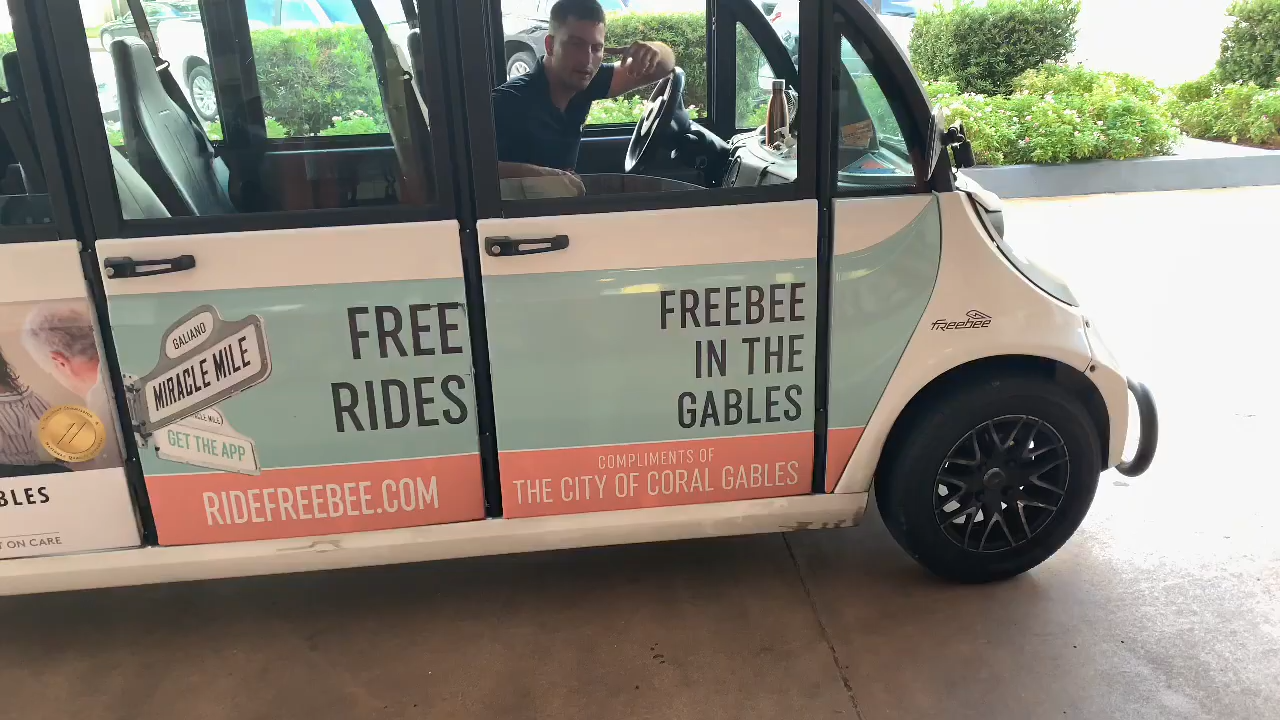 GALIANO
MIRACLE MILE
GET THE APP
FREE
RIDES
RIDEFREEBEE.COM
FREEBEE
IN THE
GABLES
COMPLIMENTS OF
THE CITY OF CORAL GABLES
freebee
BLES
T ON CARE